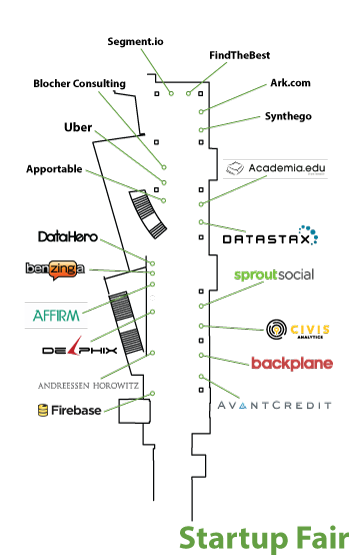 Segment.io
FindTheBest
Blocher Consulting
Ark.com
Uber
Synthego
Apportable
Academia.edu
DataHero
DATASTAX
benzinga
sproutsocial
AFFIRM
CIVIS
ANALYTICS
DELPHIX
backplane
ANDREESSEN HOROWITZ
AVANTCREDIT
Firebase
Startup Fair